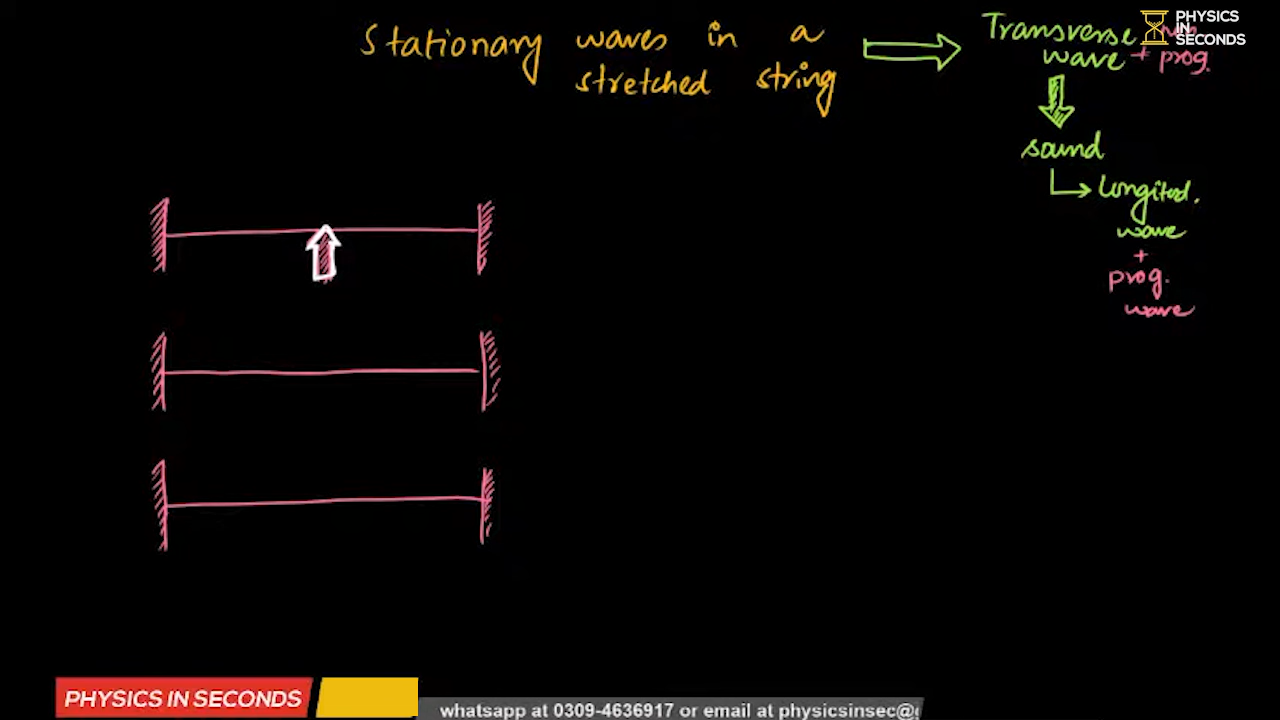 Stationary waves in a
stretched string
Transverse
wave + prog.
sound
longitud.
wave
+
prog.
wave
PHYSICS
IN
SECONDS
PHYSICS IN SECONDS
whatsapp at 0309-4636917 or email at physicsinsec@g